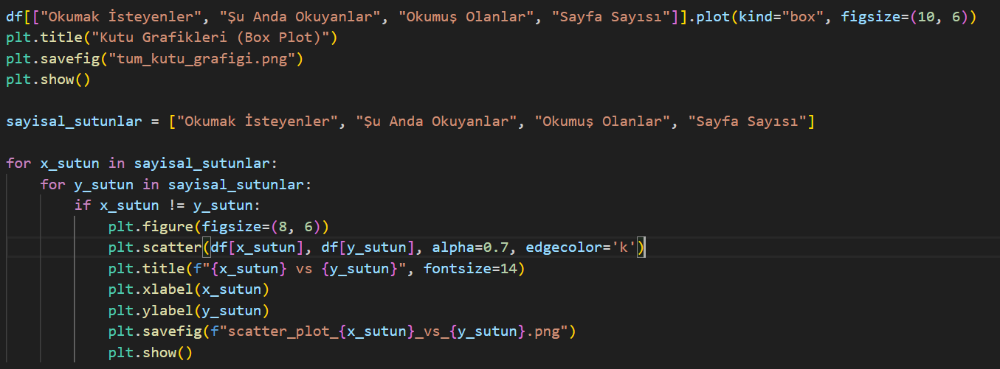 df[["Okumak İsteyenler", "Şu Anda Okuyanlar", "Okumuş Olanlar", "Sayfa Sayısı"]].plot(kind="box", figsize=(10, 6))
plt.title("Kutu Grafikleri (Box Plot)")
plt.savefig("tum_kutu_grafigi.png")
plt.show()

sayisal_sutunlar = ["Okumak İsteyenler", "Şu Anda Okuyanlar", "Okumuş Olanlar", "Sayfa Sayısı"]

for x_sutun in sayisal_sutunlar:
    for y_sutun in sayisal_sutunlar:
        if x_sutun != y_sutun:
            plt.figure(figsize=(8, 6))
            plt.scatter(df[x_sutun], df[y_sutun], alpha=0.7, edgecolor='k')
            plt.title(f"{x_sutun} vs {y_sutun}", fontsize=14)
            plt.xlabel(x_sutun)
            plt.ylabel(y_sutun)
            plt.savefig(f"scatter_plot_{x_sutun}_vs_{y_sutun}.png")
            plt.show()